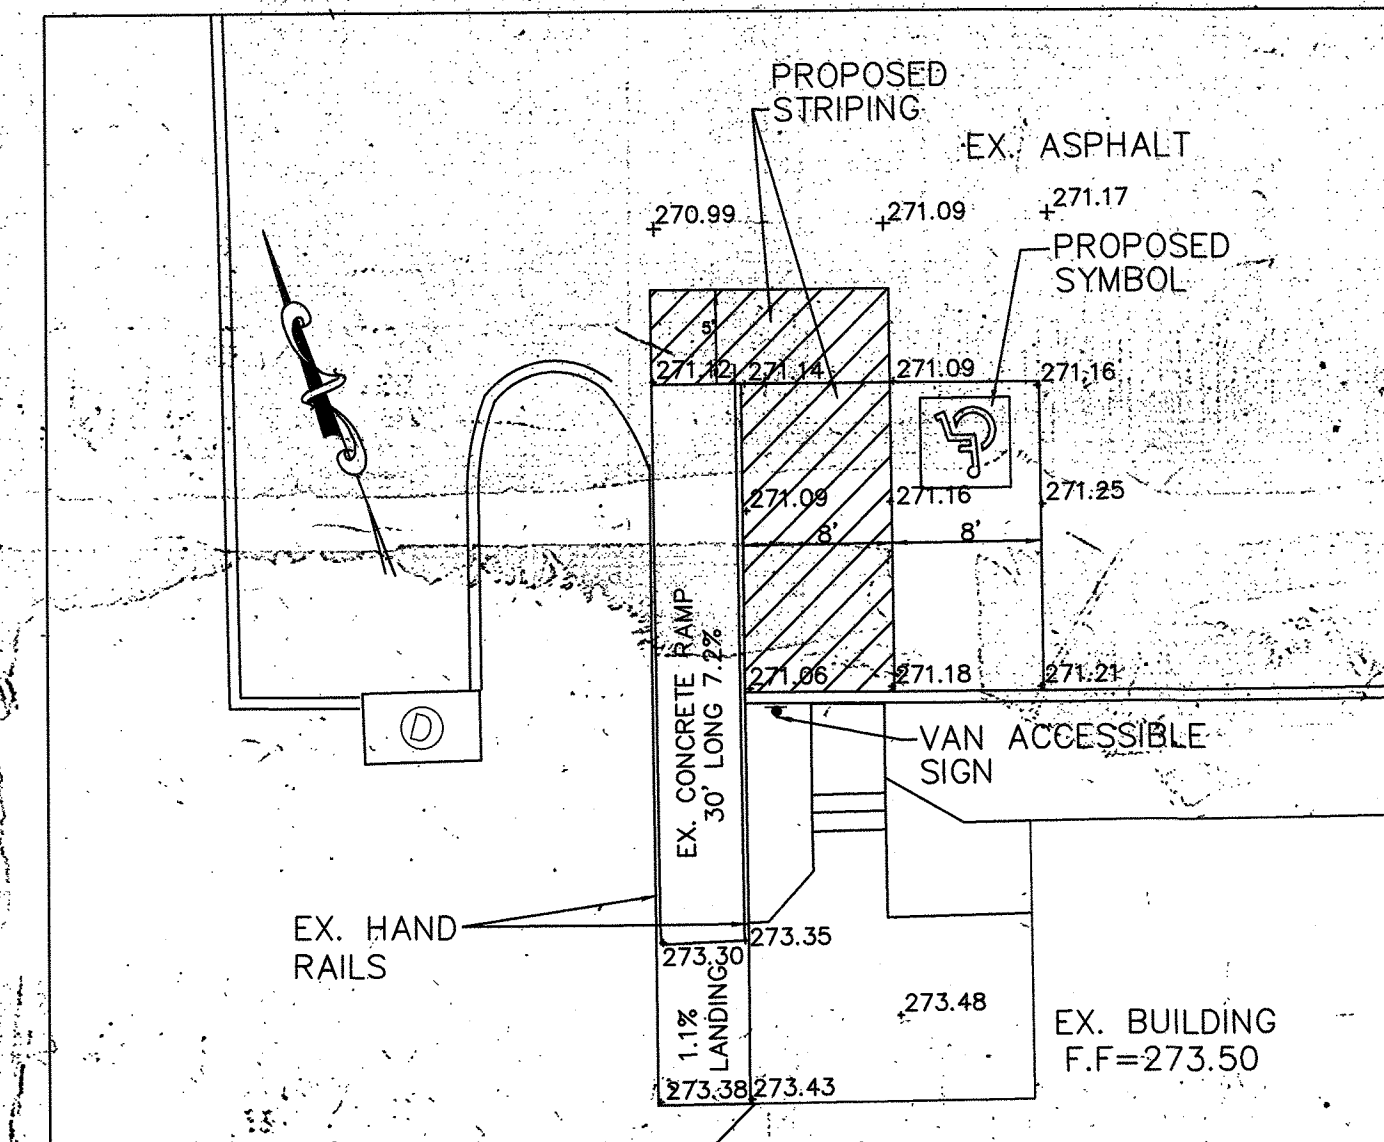 PROPOSED
STRIPING
EX. ASPHALT
270.99
271.09
271.17
PROPOSED
SYMBOL
5'
271.12
271.14
271.09
271.16
271.09
271.16
271.25
8'
8'
EX. CONCRETE RAMP
30' LONG 7.2%
271.06
271.18
271.21
D
VAN ACCESSIBLE
SIGN
EX. HAND
RAILS
273.35
273.30
1.1%
LANDING
273.48
EX. BUILDING
F.F=273.50
273.38
273.43